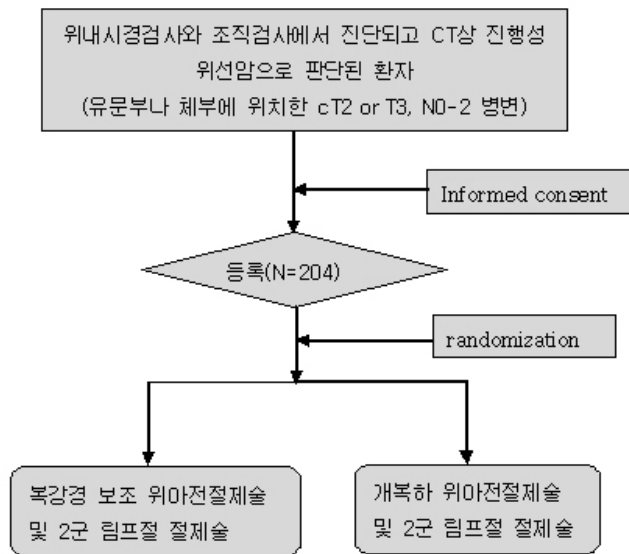 위내시경검사와 조직검사에서 진단되고 CT상 진행성
위선암으로 판단된 환자
(유문부나 체부에 위치한 cT2 or T3, N0-2 병변)
Informed consent
등록(N=204)
randomization
복강경 보조 위아전절제술
및 2군 림프절 절제술
개복하 위아전절제술
및 2군 림프절 절제술